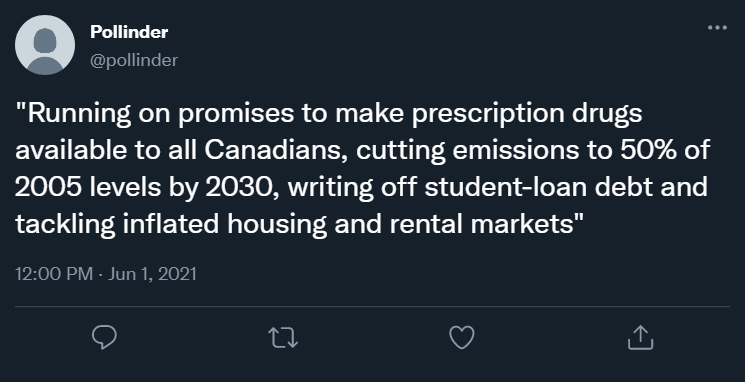 Pollinder
@pollinder
"Running on promises to make prescription drugs
available to all Canadians, cutting emissions to 50% of
2005 levels by 2030, writing off student-loan debt and
tackling inflated housing and rental markets"
12:00 PM · Jun 1, 2021